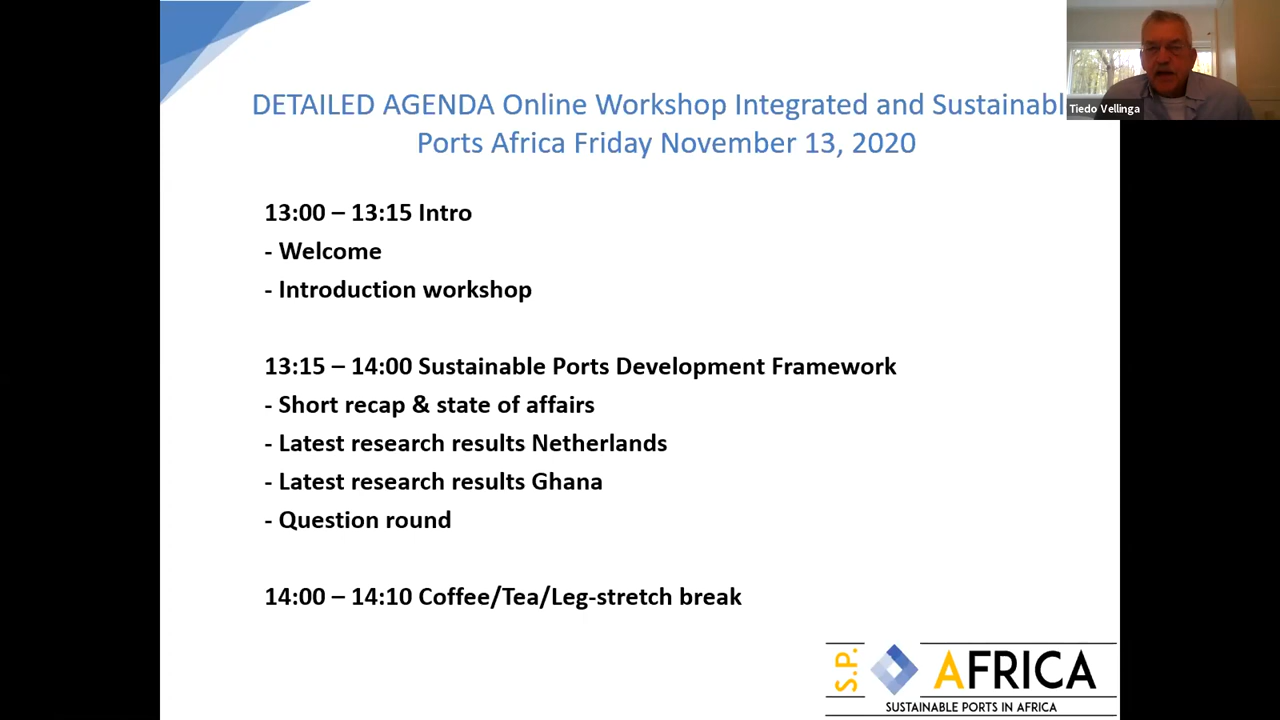 DETAILED AGENDA Online Workshop Integrated and Sustainabl
Ports Africa Friday November 13, 2020
Tiedo Vellinga
13:00 – 13:15 Intro
- Welcome
- Introduction workshop
13:15 – 14:00 Sustainable Ports Development Framework
- Short recap & state of affairs
- Latest research results Netherlands
- Latest research results Ghana
- Question round
14:00 – 14:10 Coffee/Tea/Leg-stretch break
S.P. AFRICA
SUSTAINABLE PORTS IN AFRICA